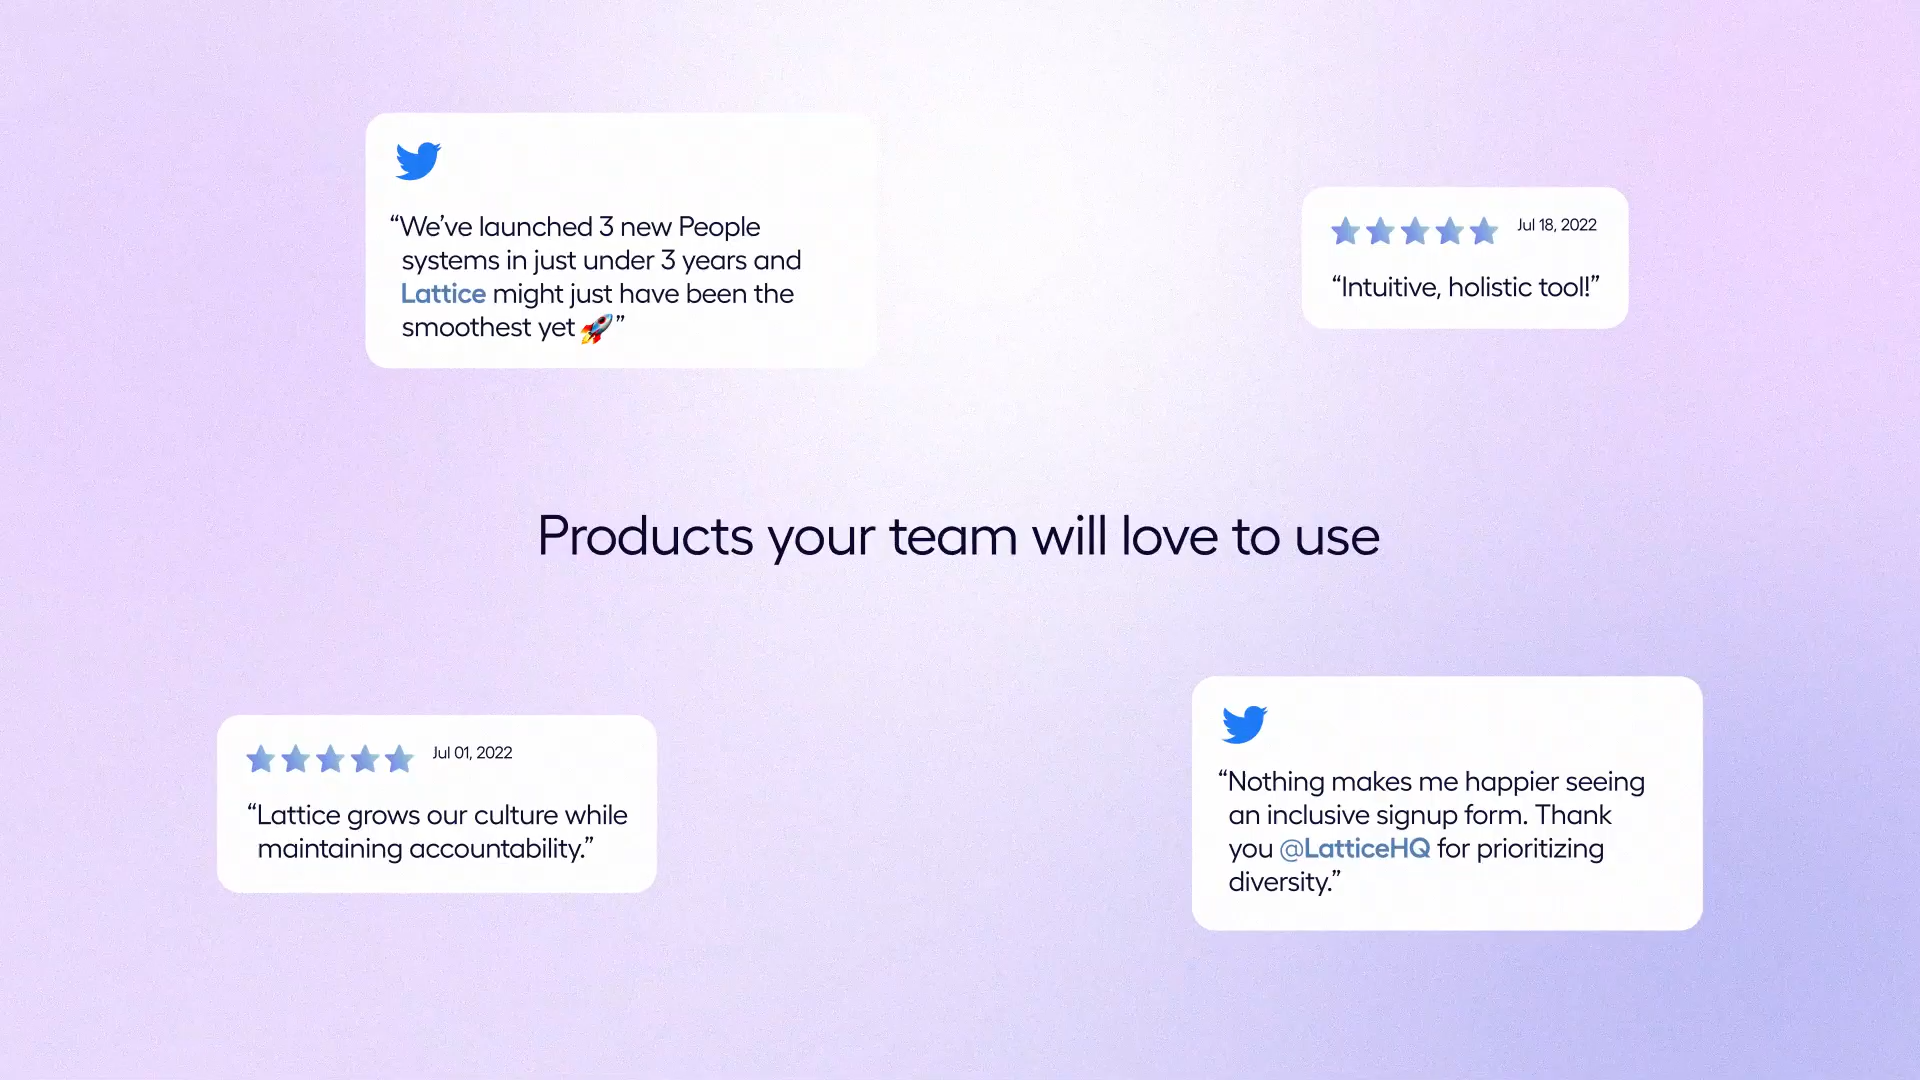 “We’ve launched 3 new People
systems in just under 3 years and
Lattice might just have been the
smoothest yet 🚀”
Jul 18, 2022
“Intuitive, holistic tool!”
Products your team will love to use
Jul 01, 2022
“Lattice grows our culture while
maintaining accountability.”
“Nothing makes me happier seeing
an inclusive signup form. Thank
you @LatticeHQ for prioritizing
diversity.”